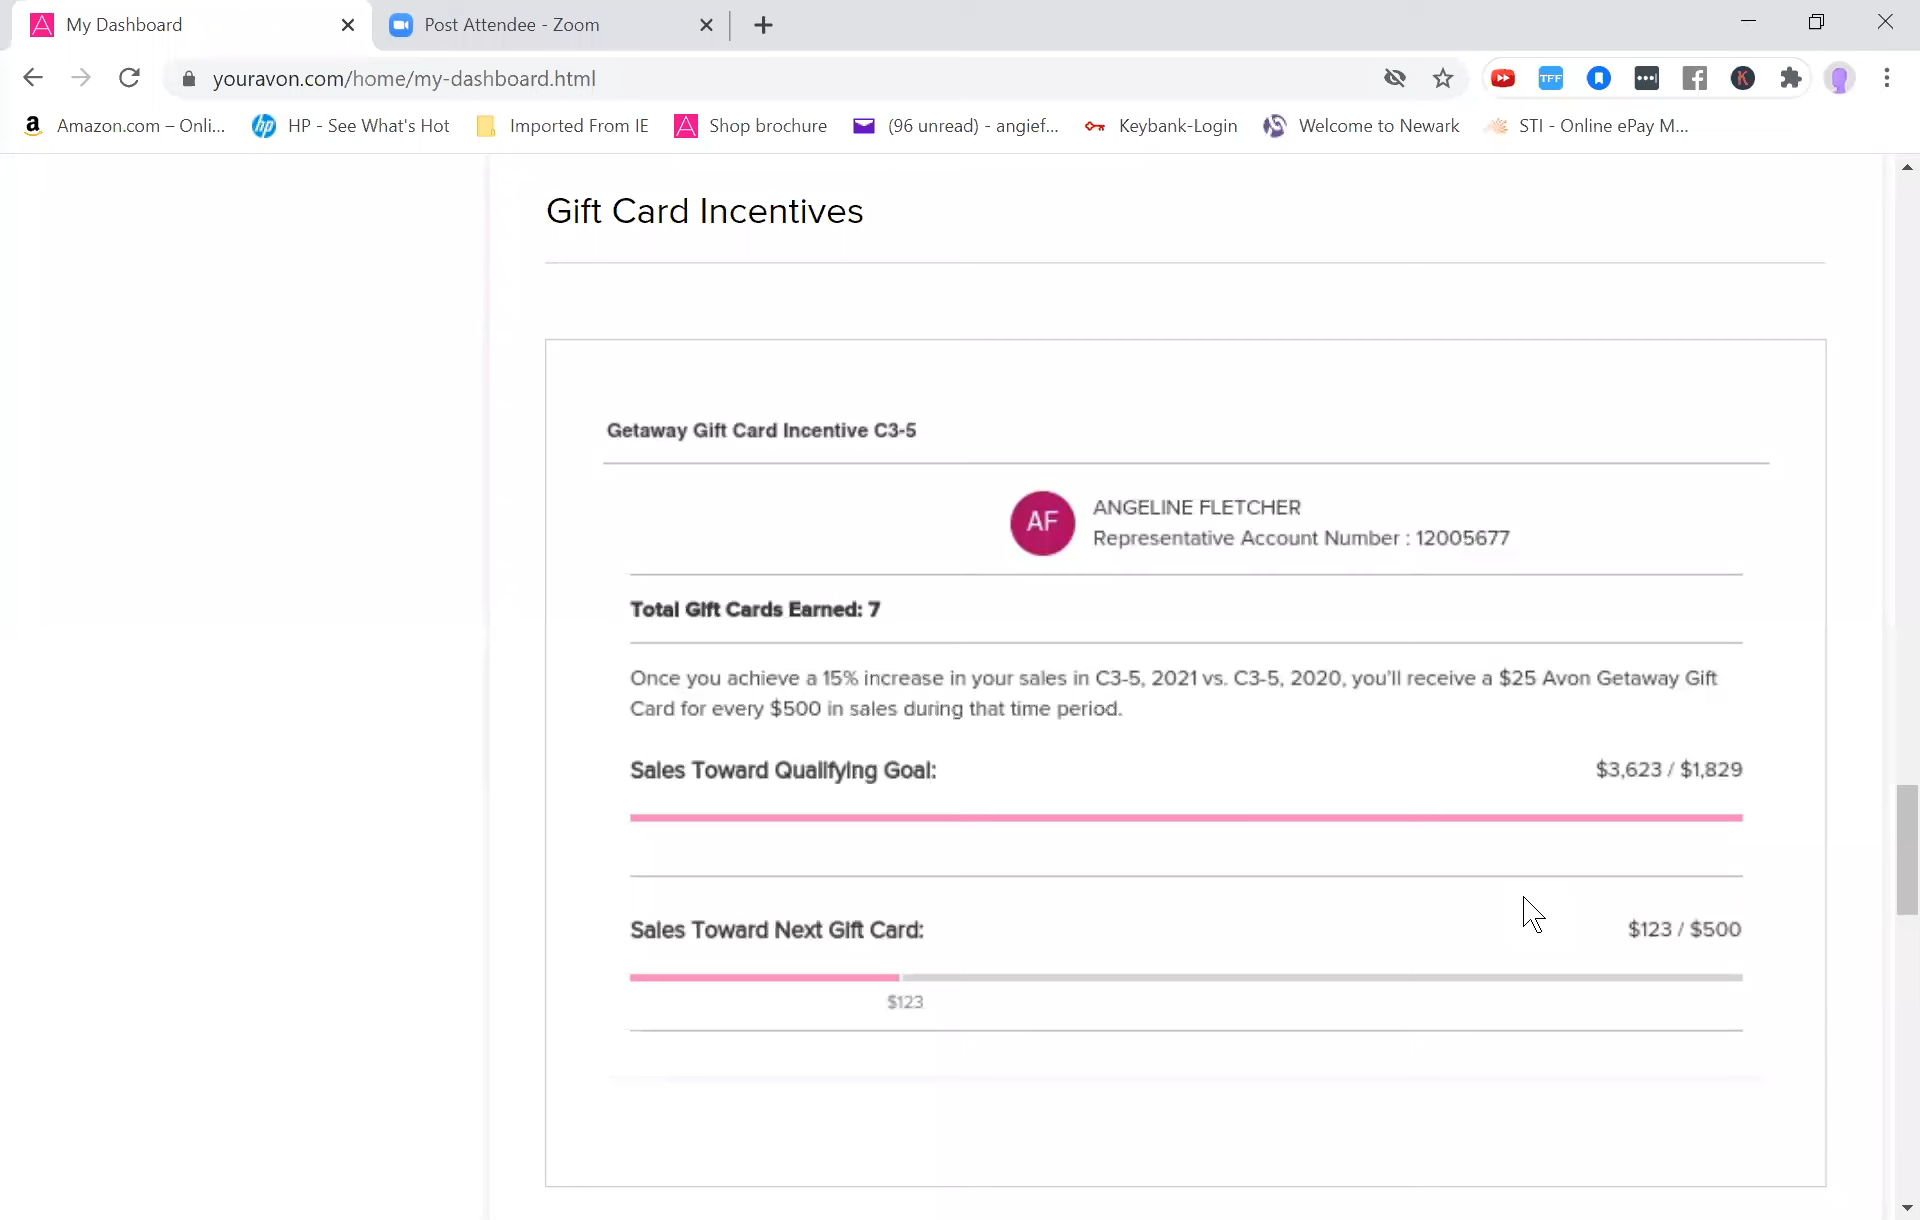 My Dashboard
Post Attendee - Zoom
youravon.com/home/my-dashboard.html
TFF
K
a Amazon.com – Onli...
hp HP - See What's Hot
Imported From IE
Shop brochure
(96 unread) - angief...
Keybank-Login
Welcome to Newark
STI - Online ePay M...
Gift Card Incentives
Getaway Gift Card Incentive C3-5
AF
ANGELINE FLETCHER
Representative Account Number : 12005677
Total Gift Cards Earned: 7
Once you achieve a 15% increase in your sales in C3-5, 2021 vs. C3-5, 2020, you'll receive a $25 Avon Getaway Gift
Card for every $500 in sales during that time period.
Sales Toward Qualifying Goal: $3,623 / $1,829
Sales Toward Next Gift Card: $123 / $500
$123